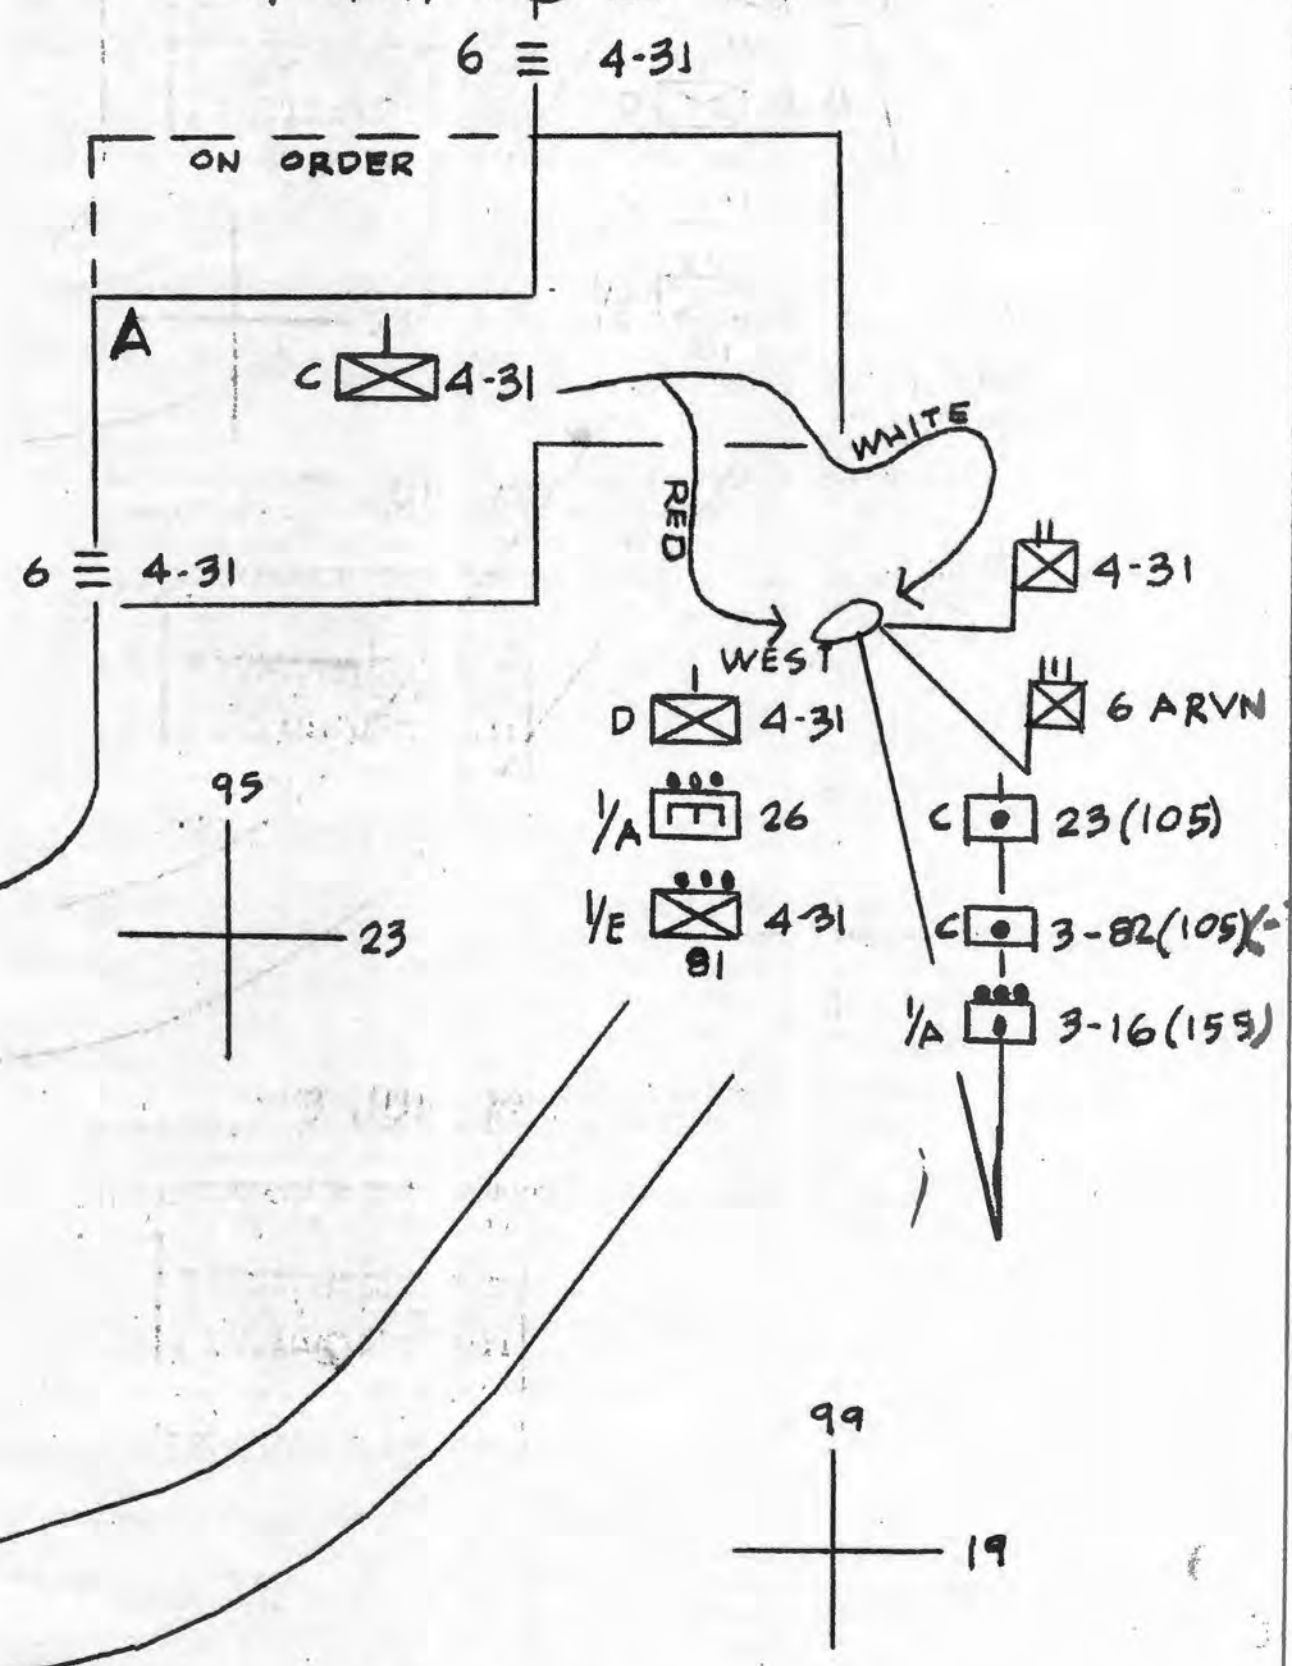 6 4-31
ON ORDER
A
C 4-31
WHITE
RED
6 4-31
4-31
WEST
D 4-31
6 ARVN
95
1/A 26
C 23(105)
23
1/E 4-31
81
C 3-82(105)(-
1/A 3-16(155)
99
19